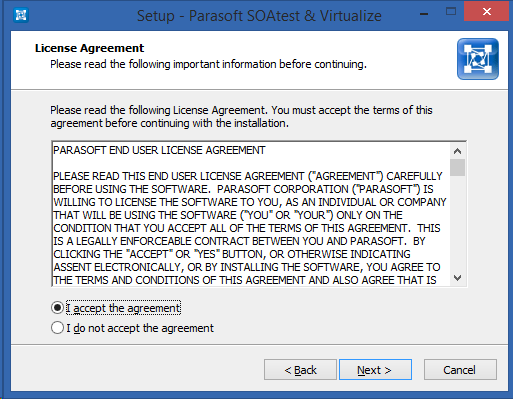 Setup - Parasoft SOAtest & Virtualize
License Agreement
Please read the following important information before continuing.
Please read the following License Agreement. You must accept the terms of this
agreement before continuing with the installation.
PARASOFT END USER LICENSE AGREEMENT
PLEASE READ THIS END USER LICENSE AGREEMENT ("AGREEMENT") CAREFULLY
BEFORE USING THE SOFTWARE.  PARASOFT CORPORATION ("PARASOFT") IS
WILLING TO LICENSE THE SOFTWARE TO YOU, AS AN INDIVIDUAL OR COMPANY
THAT WILL BE USING THE SOFTWARE ("YOU" OR "YOUR") ONLY ON THE
CONDITION THAT YOU ACCEPT ALL OF THE TERMS OF THIS AGREEMENT.  THIS
IS A LEGALLY ENFORCEABLE CONTRACT BETWEEN YOU AND PARASOFT.  BY
CLICKING THE "ACCEPT" OR "YES" BUTTON, OR OTHERWISE INDICATING
ASSENT ELECTRONICALLY, OR BY INSTALLING THE SOFTWARE, YOU AGREE TO
THE TERMS AND CONDITIONS OF THIS AGREEMENT AND ALSO AGREE THAT IS
I accept the agreement
I do not accept the agreement
< Back
Next >
Cancel